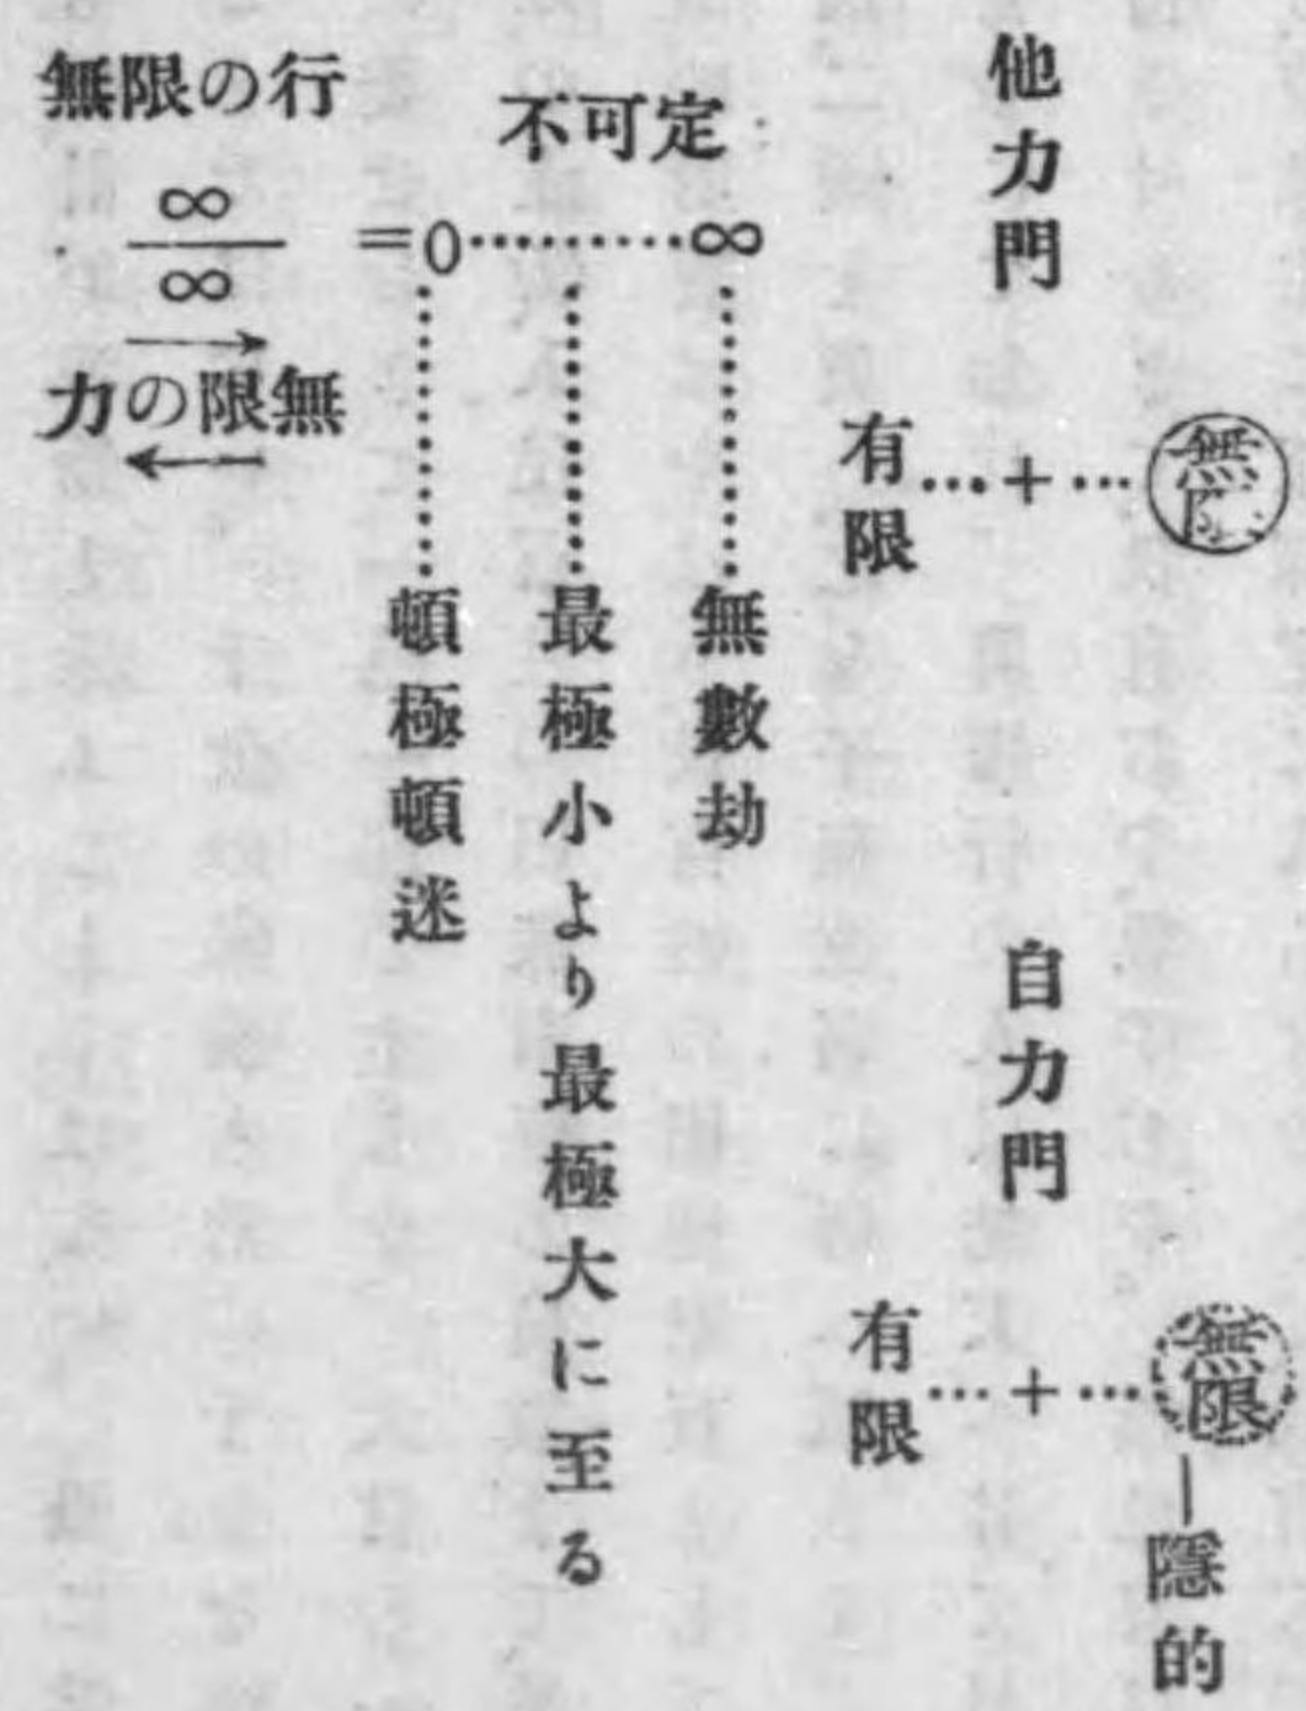 他力門
有限…+…無限
自力門
有限…+…無限―隱的
無限の行
∞/∞
→
力の限無
←
不可定
=0………∞
無數劫
最極小より最極大に至る
頓極頓迷